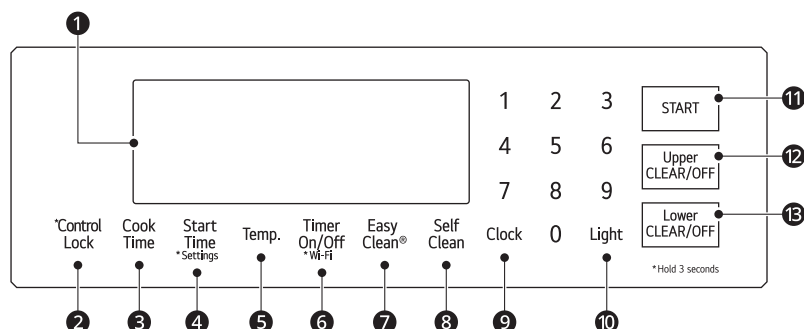 1
1 2 3 START 11
4 5 6 Upper
CLEAR/OFF 12
7 8 9 Lower
CLEAR/OFF 13
*Control
Lock
Cook
Time
Start
Time
*Settings
Temp.
Timer
On/Off
*Wi-Fi
Easy
Clean®
Self
Clean
Clock
0
Light
*Hold 3 seconds
2 3 4 5 6 7 8 9 10